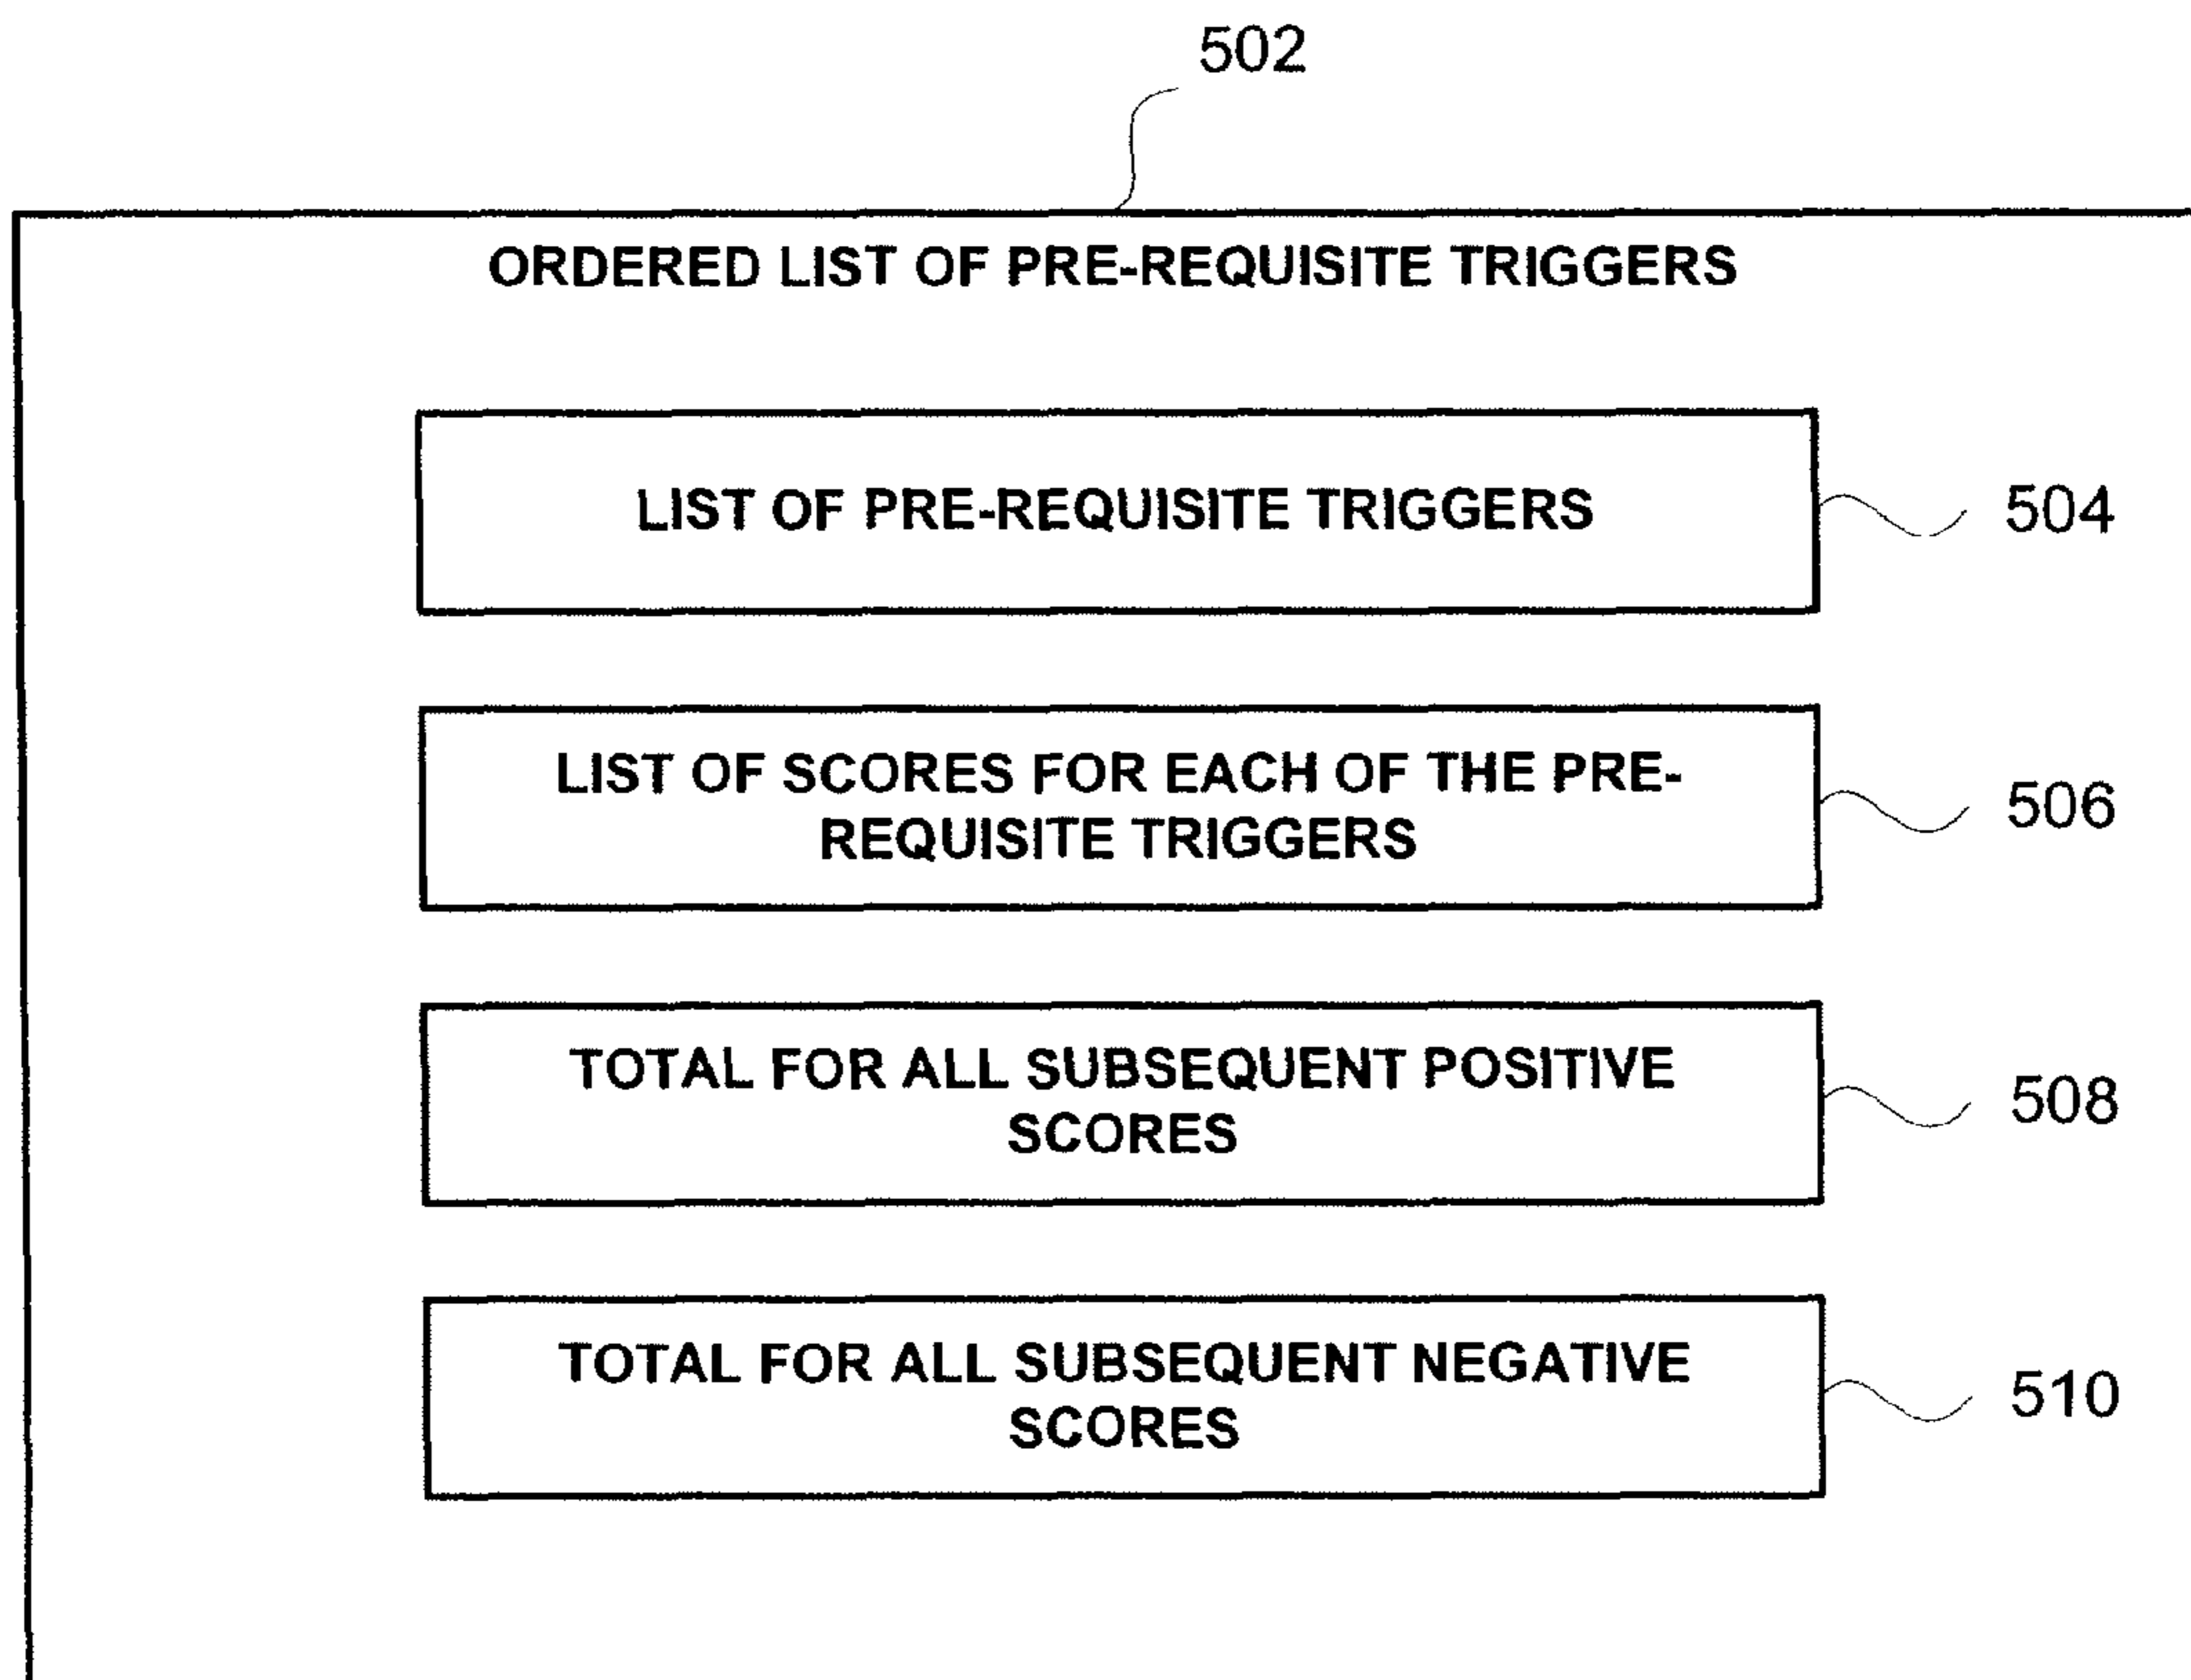 502
ORDERED LIST OF PRE-REQUISITE TRIGGERS
LIST OF PRE-REQUISITE TRIGGERS
504
LIST OF SCORES FOR EACH OF THE PRE-
REQUISITE TRIGGERS
506
TOTAL FOR ALL SUBSEQUENT POSITIVE
SCORES
508
TOTAL FOR ALL SUBSEQUENT NEGATIVE
SCORES
510